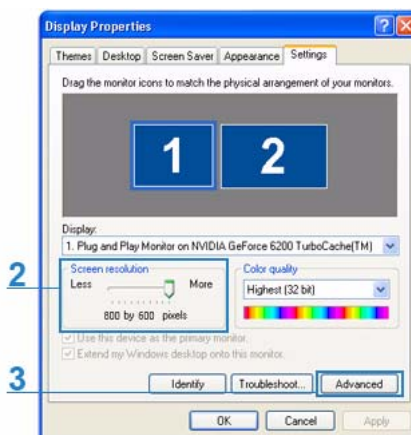 Display Properties
Themes Desktop Screen Saver Appearance Settings
Drag the monitor icons to match the physical arrangement of your monitors.
1 2
Display:
1. Plug and Play Monitor on NVIDIA GeForce 6200 TurboCache(TM)
2
Screen resolution
Less More
800 by 600 pixels
Color quality
Highest (32 bit)
Use this device as the primary monitor.
Extend my Windows desktop onto this monitor.
3
Identify Troubleshoot... Advanced
OK Cancel Apply